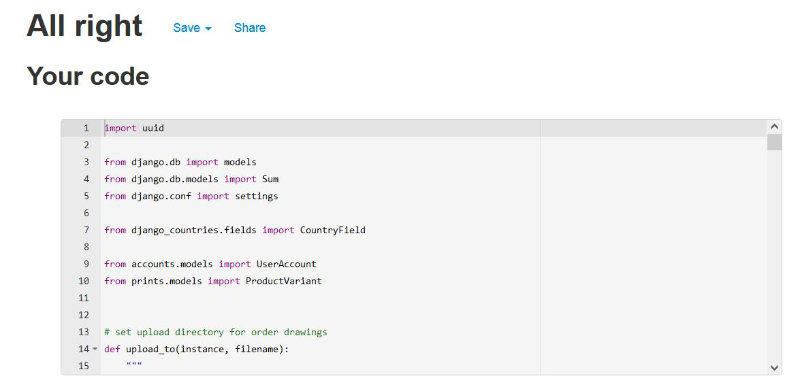 All right Save Share
Your code
1 import uuid
2
3 from django.db import models
4 from django.db.models import Sum
5 from django.conf import settings
6
7 from django_countries.fields import CountryField
8
9 from accounts.models import UserAccount
10 from prints.models import ProductVariant
11
12
13 # set upload directory for order drawings
14 def upload_to(instance, filename):
15 """